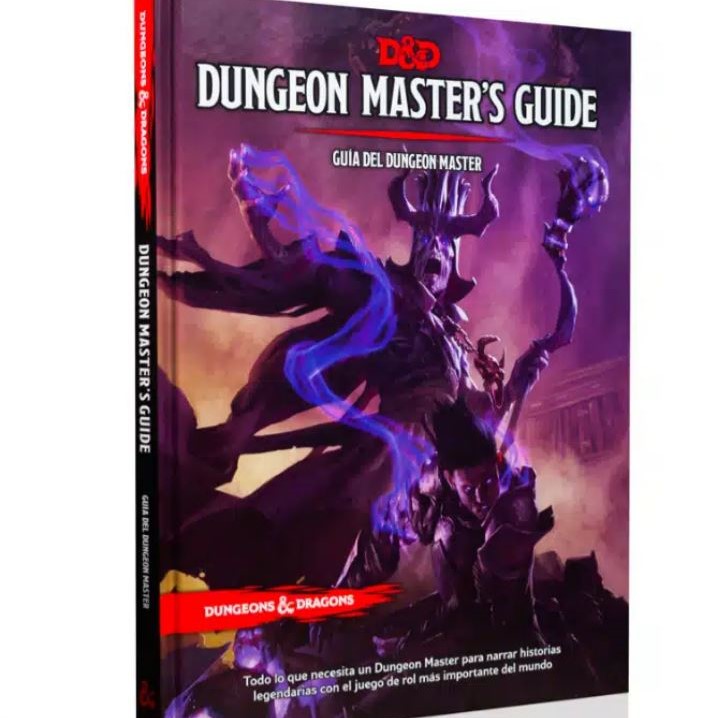 DUNGEONS & DRAGONS
DUNGEON MASTER'S GUIDE
GUÍA DEL DUNGEON MASTER
D&D
DUNGEON MASTER'S GUIDE
GUÍA DEL DUNGEON MASTER
DUNGEONS & DRAGONS
Todo lo que necesita un Dungeon Master para narrar historias
legendarias con el juego de rol más importante del mundo